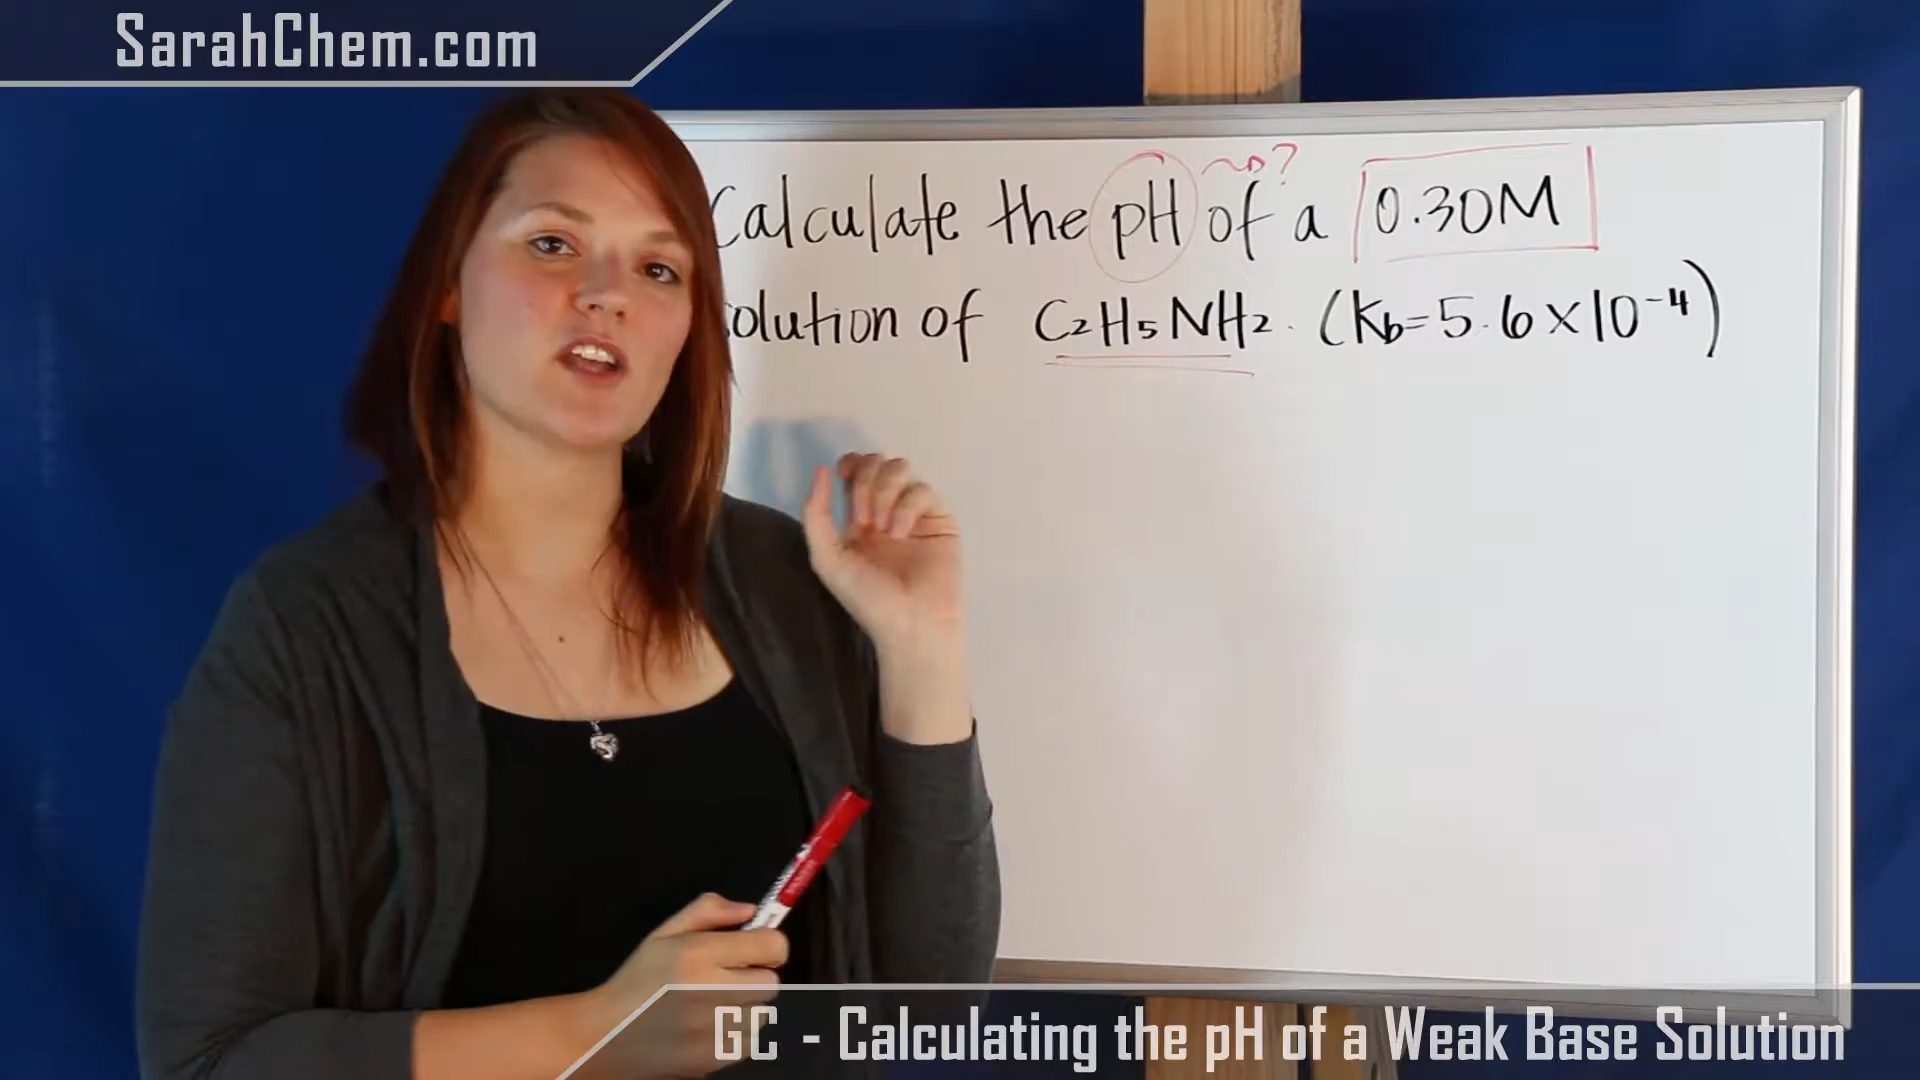 SarahChem.com
Calculate the pH of a 0.30M
solution of C₂H₅NH₂. (Kb=5.6×10⁻⁴)
GC - Calculating the pH of a Weak Base Solution